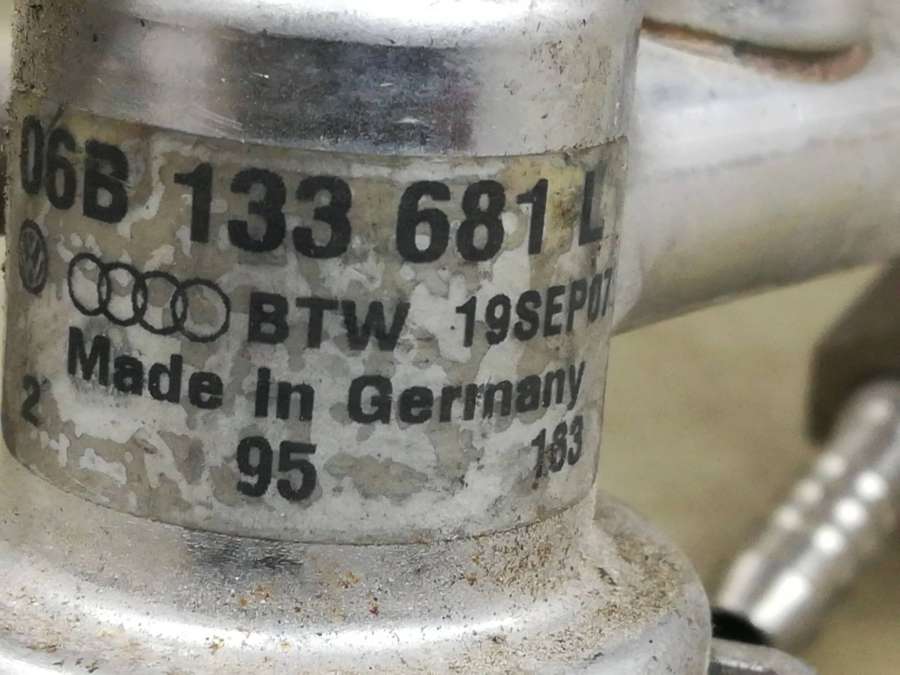 06B 133 681 L
BTW 19SEP07
Made in Germany
2 95 183